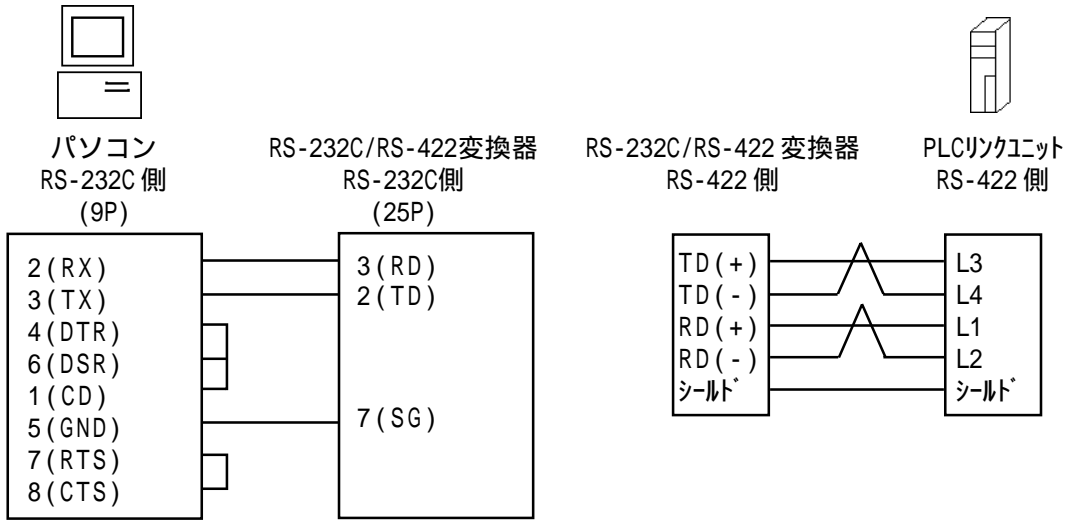 パソコン
RS-232C 側
(9P)
RS-232C/RS-422変換器
RS-232C側
(25P)
RS-232C/RS-422 変換器
RS-422 側
PLCリンクユニット
RS-422 側
2(RX)
3(TX)
4(DTR)
6(DSR)
1(CD)
5(GND)
7(RTS)
8(CTS)
3(RD)
2(TD)
7(SG)
TD(+)
TD(-)
RD(+)
RD(-)
シールド
L3
L4
L1
L2
シールド